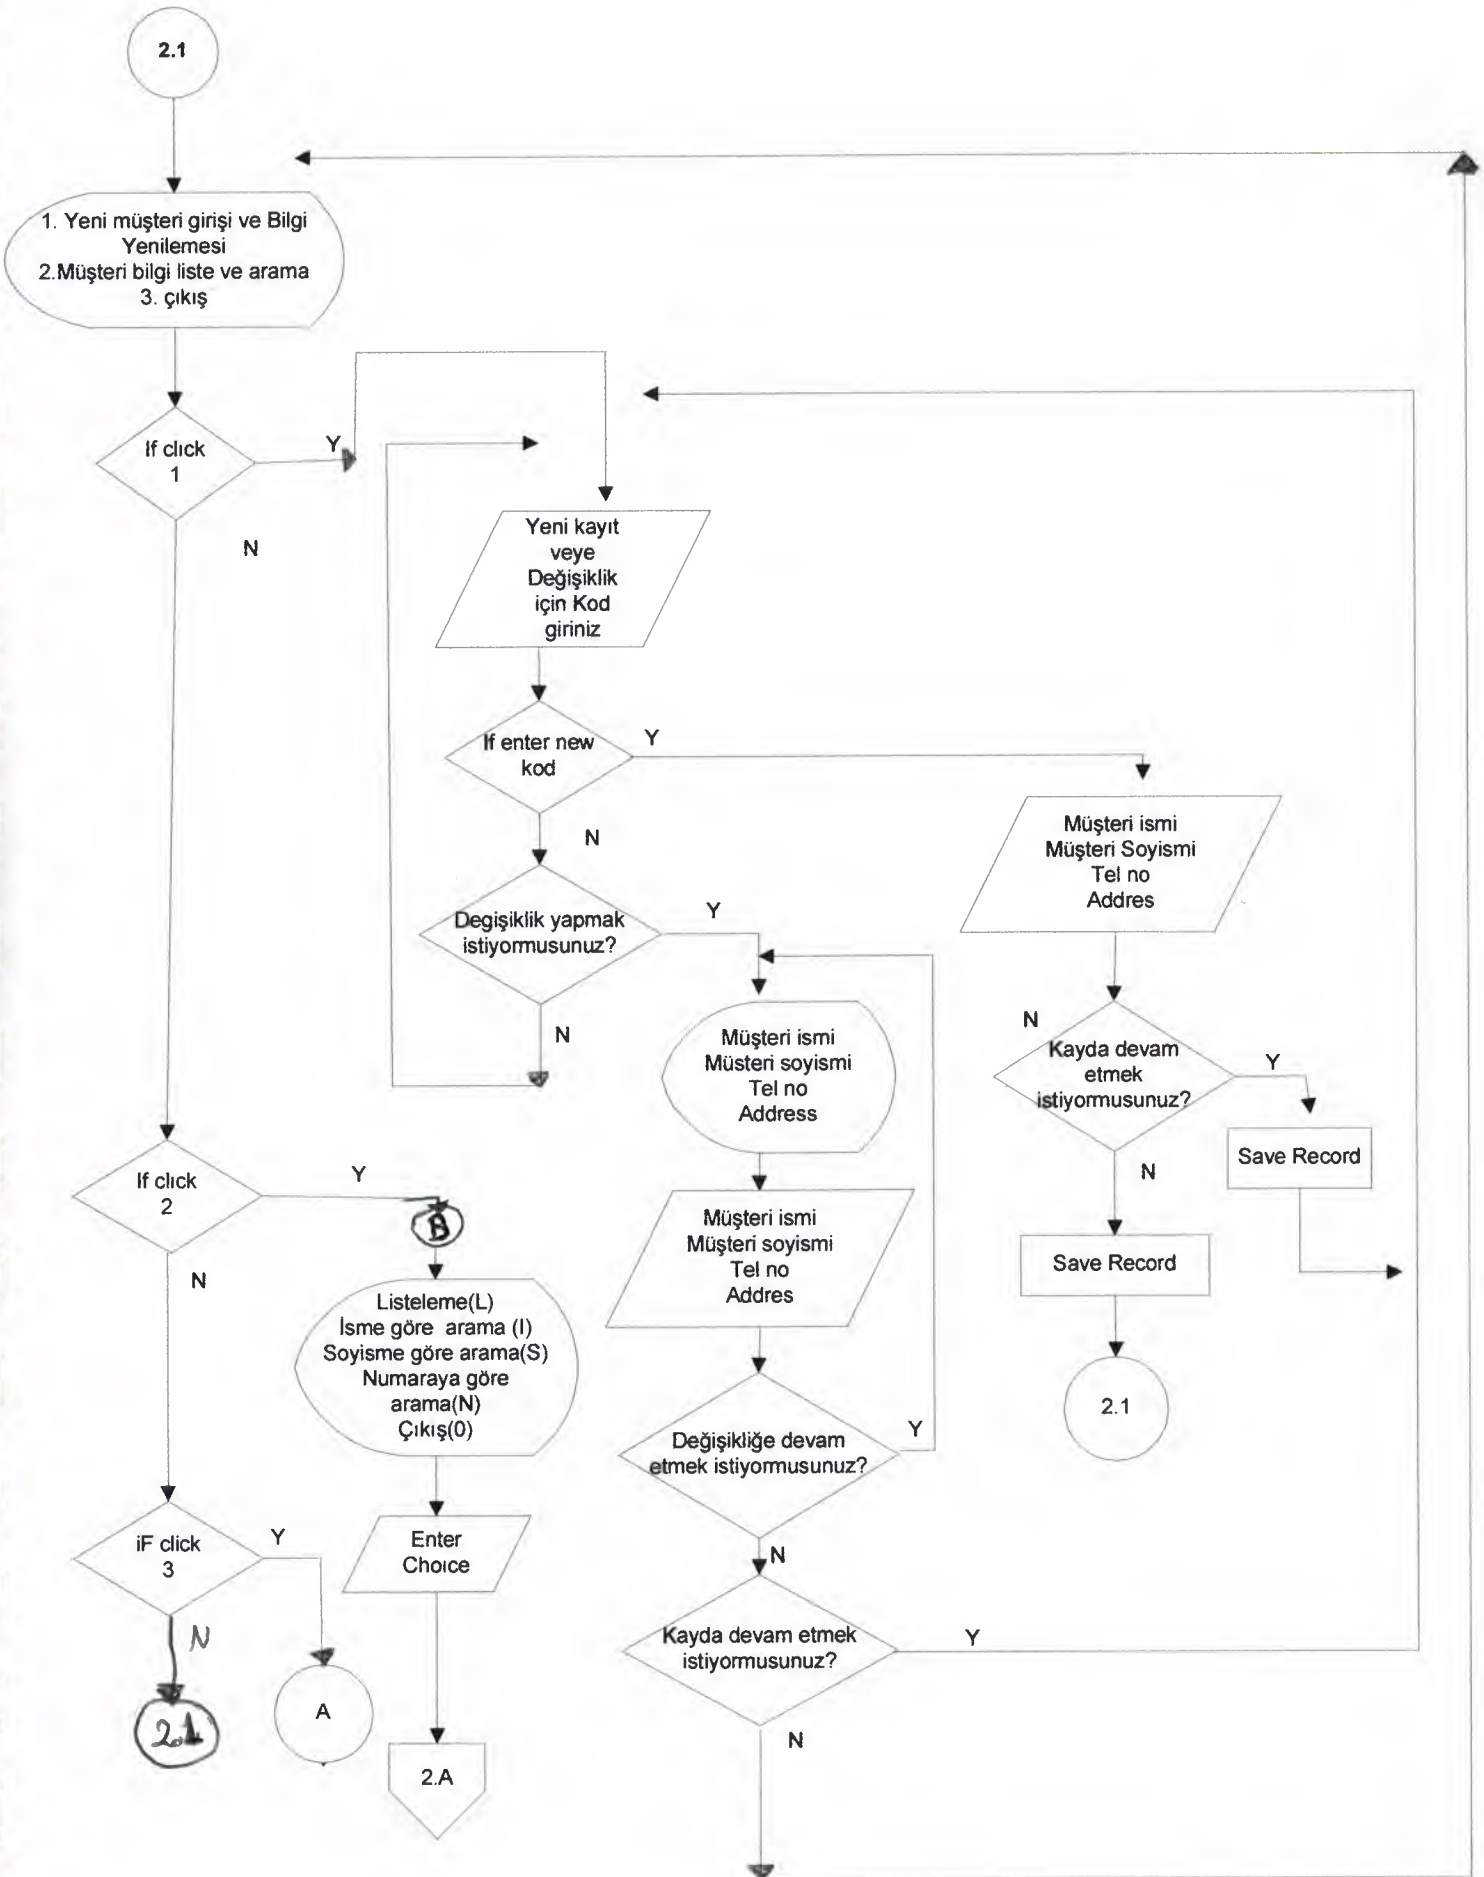 2.1
1. Yeni müşteri girişi ve Bilgi
Yenilemesi
2.Müşteri bilgi liste ve arama
3. çıkış
If click
1
Y
N
Yeni kayıt
veye
Değişiklik
için Kod
giriniz
If enter new
kod
Y
N
Müşteri ismi
Müşteri Soyismi
Tel no
Addres
Degişiklik yapmak
istiyormusunuz?
Y
N
Müşteri ismi
Müsteri soyismi
Tel no
Address
N
Kayda devam
etmek
istiyormusunuz?
Y
Save Record
N
Save Record
2.1
If click
2
Y
N
B
Listeleme(L)
İsme göre arama (I)
Soyisme göre arama(S)
Numaraya göre
arama(N)
Çıkış(0)
Müşteri ismi
Müşteri soyismi
Tel no
Addres
Değişikliğe devam
etmek istiyormusunuz?
Y
N
iF click
3
Y
N
2.1
A
Enter
Choice
2.A
Kayda devam etmek
istiyormusunuz?
Y
N